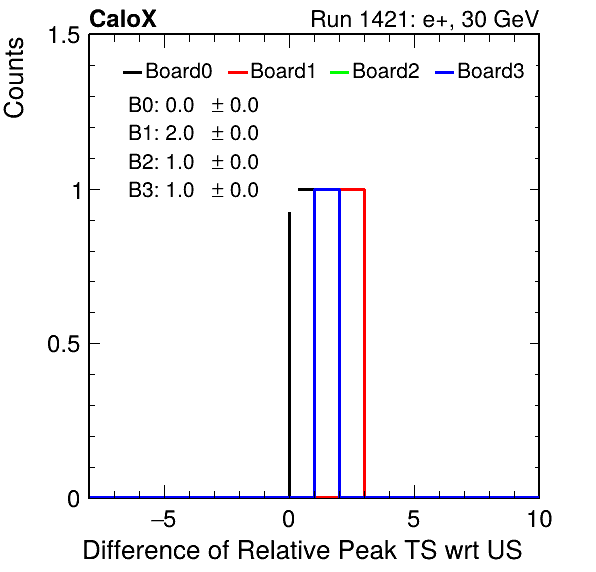 CaloX Run 1421: e+, 30 GeV
Counts
1.5
Board0 Board1 Board2 Board3
B0: 0.0 ± 0.0
B1: 2.0 ± 0.0
B2: 1.0 ± 0.0
B3: 1.0 ± 0.0
1
0.5
0
−5 0 5 10
Difference of Relative Peak TS wrt US